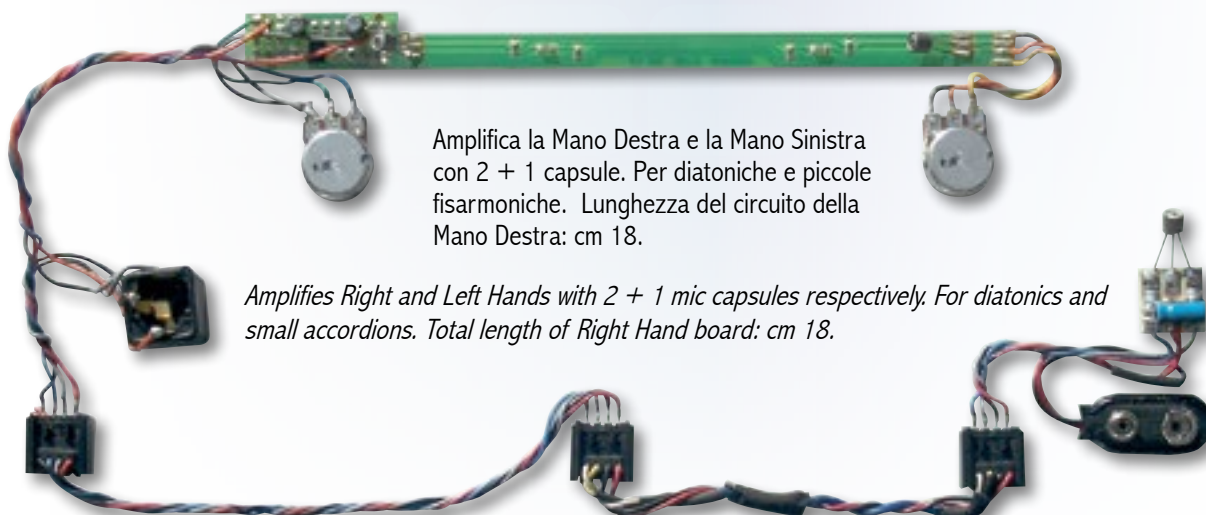 Amplifica la Mano Destra e la Mano Sinistra
con 2 + 1 capsule. Per diatoniche e piccole
fisarmoniche.  Lunghezza del circuito della
Mano Destra: cm 18.
Amplifies Right and Left Hands with 2 + 1 mic capsules respectively. For diatonics and
small accordions. Total length of Right Hand board: cm 18.